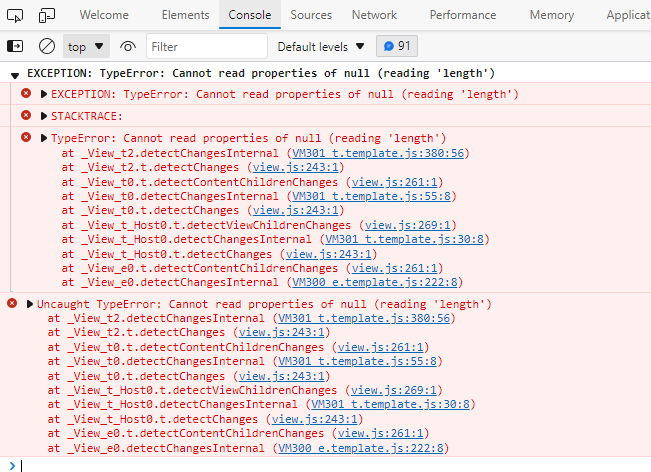 Welcome Elements Console Sources Network Performance Memory Applicati
top Filter Default levels 91
EXCEPTION: TypeError: Cannot read properties of null (reading 'length')
EXCEPTION: TypeError: Cannot read properties of null (reading 'length')
STACKTRACE:
TypeError: Cannot read properties of null (reading 'length')
at _View_t2.detectChangesInternal (VM301 t.template.js:380:56)
at _View_t2.t.detectChanges (view.js:243:1)
at _View_t0.t.detectContentChildrenChanges (view.js:261:1)
at _View_t0.detectChangesInternal (VM301 t.template.js:55:8)
at _View_t0.t.detectChanges (view.js:243:1)
at _View_t_Host0.t.detectViewChildrenChanges (view.js:269:1)
at _View_t_Host0.detectChangesInternal (VM301 t.template.js:30:8)
at _View_t_Host0.t.detectChanges (view.js:243:1)
at _View_e0.t.detectContentChildrenChanges (view.js:261:1)
at _View_e0.detectChangesInternal (VM300 e.template.js:222:8)
Uncaught TypeError: Cannot read properties of null (reading 'length')
at _View_t2.detectChangesInternal (VM301 t.template.js:380:56)
at _View_t2.t.detectChanges (view.js:243:1)
at _View_t0.t.detectContentChildrenChanges (view.js:261:1)
at _View_t0.detectChangesInternal (VM301 t.template.js:55:8)
at _View_t0.t.detectChanges (view.js:243:1)
at _View_t_Host0.t.detectViewChildrenChanges (view.js:269:1)
at _View_t_Host0.detectChangesInternal (VM301 t.template.js:30:8)
at _View_t_Host0.t.detectChanges (view.js:243:1)
at _View_e0.t.detectContentChildrenChanges (view.js:261:1)
at _View_e0.detectChangesInternal (VM300 e.template.js:222:8)